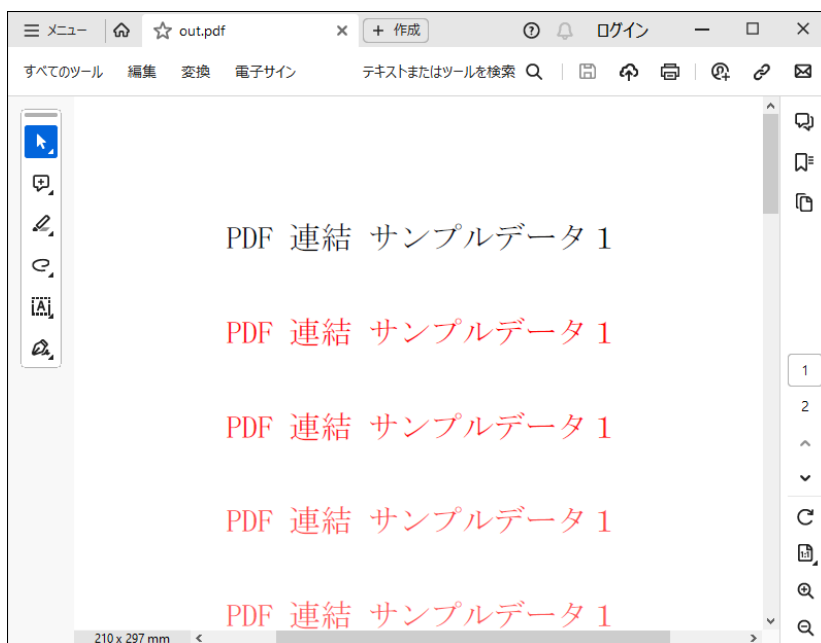 メニュー
out.pdf
作成
ログイン
すべてのツール 編集 変換 電子サイン テキストまたはツールを検索
PDF 連結 サンプルデータ1
PDF 連結 サンプルデータ1
PDF 連結 サンプルデータ1
PDF 連結 サンプルデータ1
PDF 連結 サンプルデータ1
1
2
1:1
210 x 297 mm